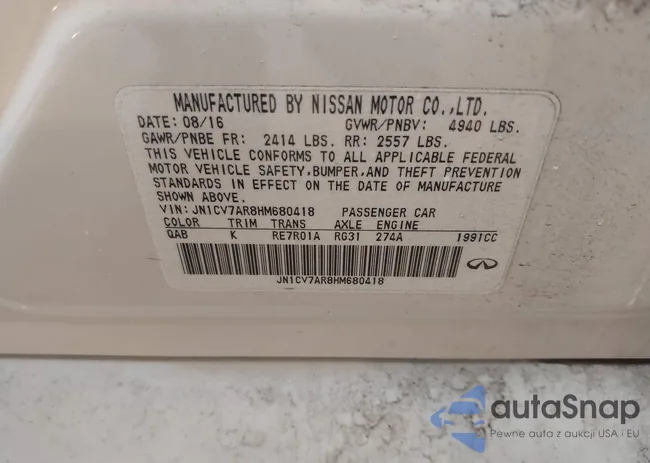 MANUFACTURED BY NISSAN MOTOR CO.,LTD.
DATE: 08/16 GVWR/PNBV: 4940 LBS.
GAWR/PNBE FR: 2414 LBS. RR: 2557 LBS.
THIS VEHICLE CONFORMS TO ALL APPLICABLE FEDERAL
MOTOR VEHICLE SAFETY, BUMPER, AND THEFT PREVENTION
STANDARDS IN EFFECT ON THE DATE OF MANUFACTURE
SHOWN ABOVE.
VIN: JN1CV7AR8HM680418 PASSENGER CAR
COLOR TRIM TRANS AXLE ENGINE
QAB K RE7R01A RG31 274A 1991CC
JN1CV7AR8HM680418
autaSnap
Pewne auta z aukcji USA i EU